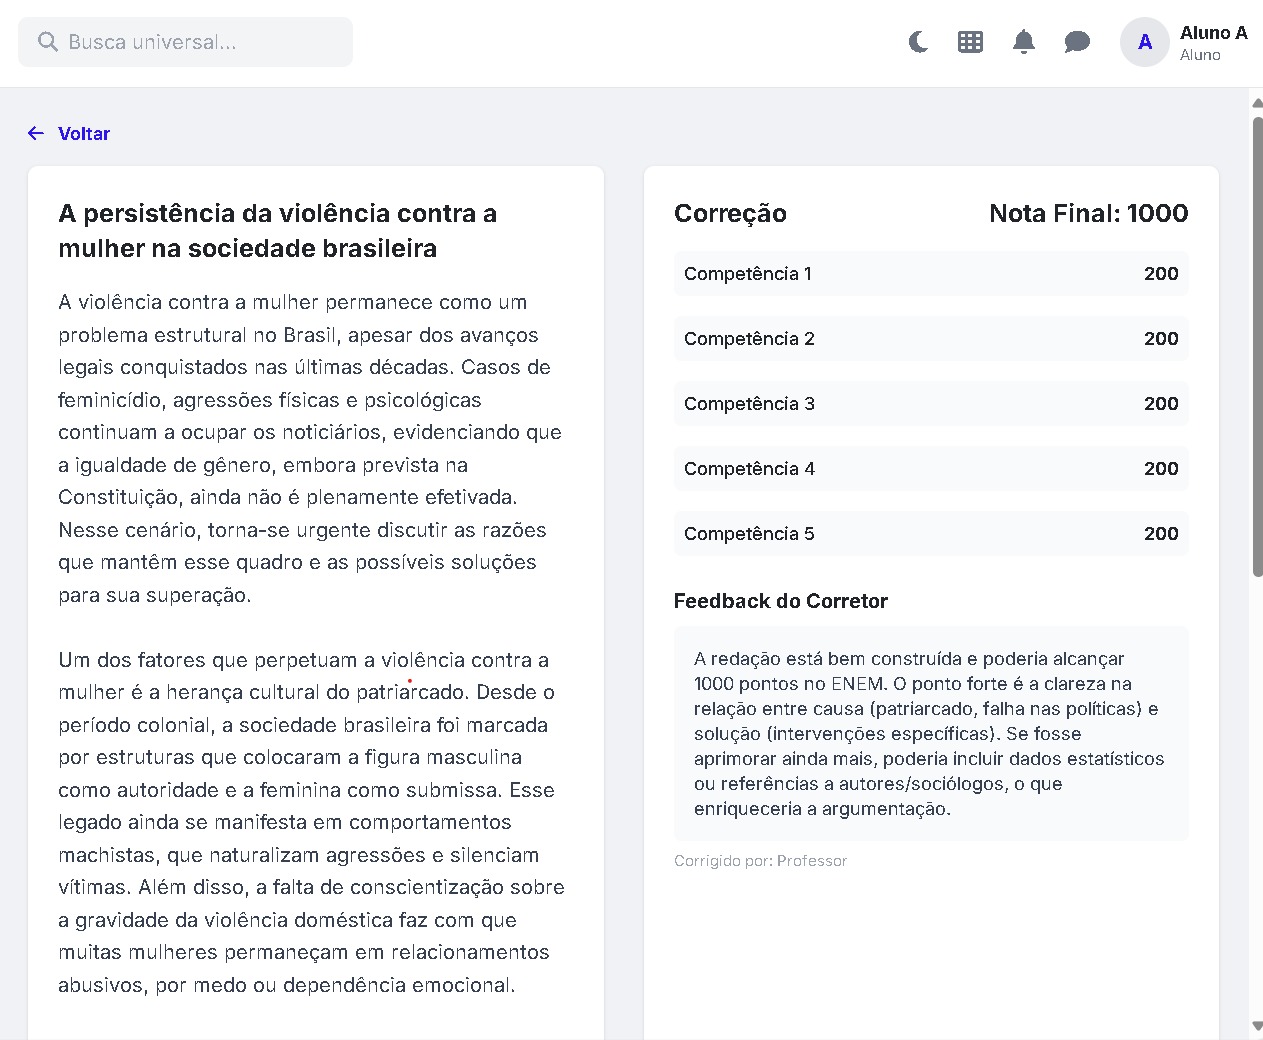 Busca universal...
A
Aluno A
Aluno
Voltar
A persistência da violência contra a
mulher na sociedade brasileira
A violência contra a mulher permanece como um
problema estrutural no Brasil, apesar dos avanços
legais conquistados nas últimas décadas. Casos de
feminicídio, agressões físicas e psicológicas
continuam a ocupar os noticiários, evidenciando que
a igualdade de gênero, embora prevista na
Constituição, ainda não é plenamente efetivada.
Nesse cenário, torna-se urgente discutir as razões
que mantêm esse quadro e as possíveis soluções
para sua superação.
Um dos fatores que perpetuam a violência contra a
mulher é a herança cultural do patriarcado. Desde o
período colonial, a sociedade brasileira foi marcada
por estruturas que colocaram a figura masculina
como autoridade e a feminina como submissa. Esse
legado ainda se manifesta em comportamentos
machistas, que naturalizam agressões e silenciam
vítimas. Além disso, a falta de conscientização sobre
a gravidade da violência doméstica faz com que
muitas mulheres permaneçam em relacionamentos
abusivos, por medo ou dependência emocional.
Correção
Nota Final: 1000
Competência 1 200
Competência 2 200
Competência 3 200
Competência 4 200
Competência 5 200
Feedback do Corretor
A redação está bem construída e poderia alcançar
1000 pontos no ENEM. O ponto forte é a clareza na
relação entre causa (patriarcado, falha nas políticas) e
solução (intervenções específicas). Se fosse
aprimorar ainda mais, poderia incluir dados estatísticos
ou referências a autores/sociólogos, o que
enriqueceria a argumentação.
Corrigido por: Professor